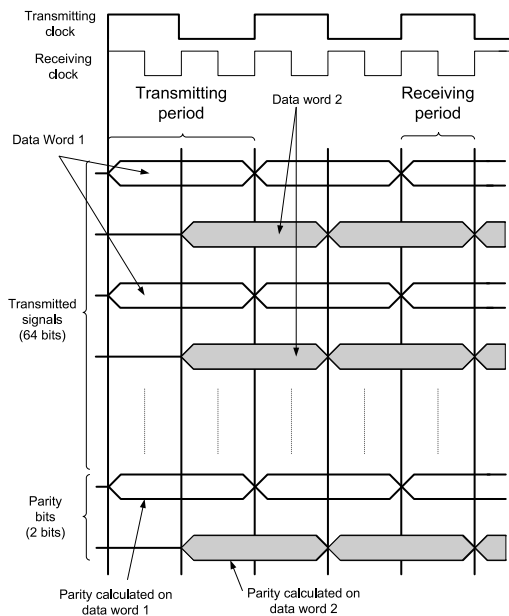 Transmitting
clock
Receiving
clock
Transmitting
period
Data word 2
Receiving
period
Data Word 1
Transmitted
signals
(64 bits)
Parity
bits
(2 bits)
Parity calculated on
data word 1
Parity calculated on
data word 2